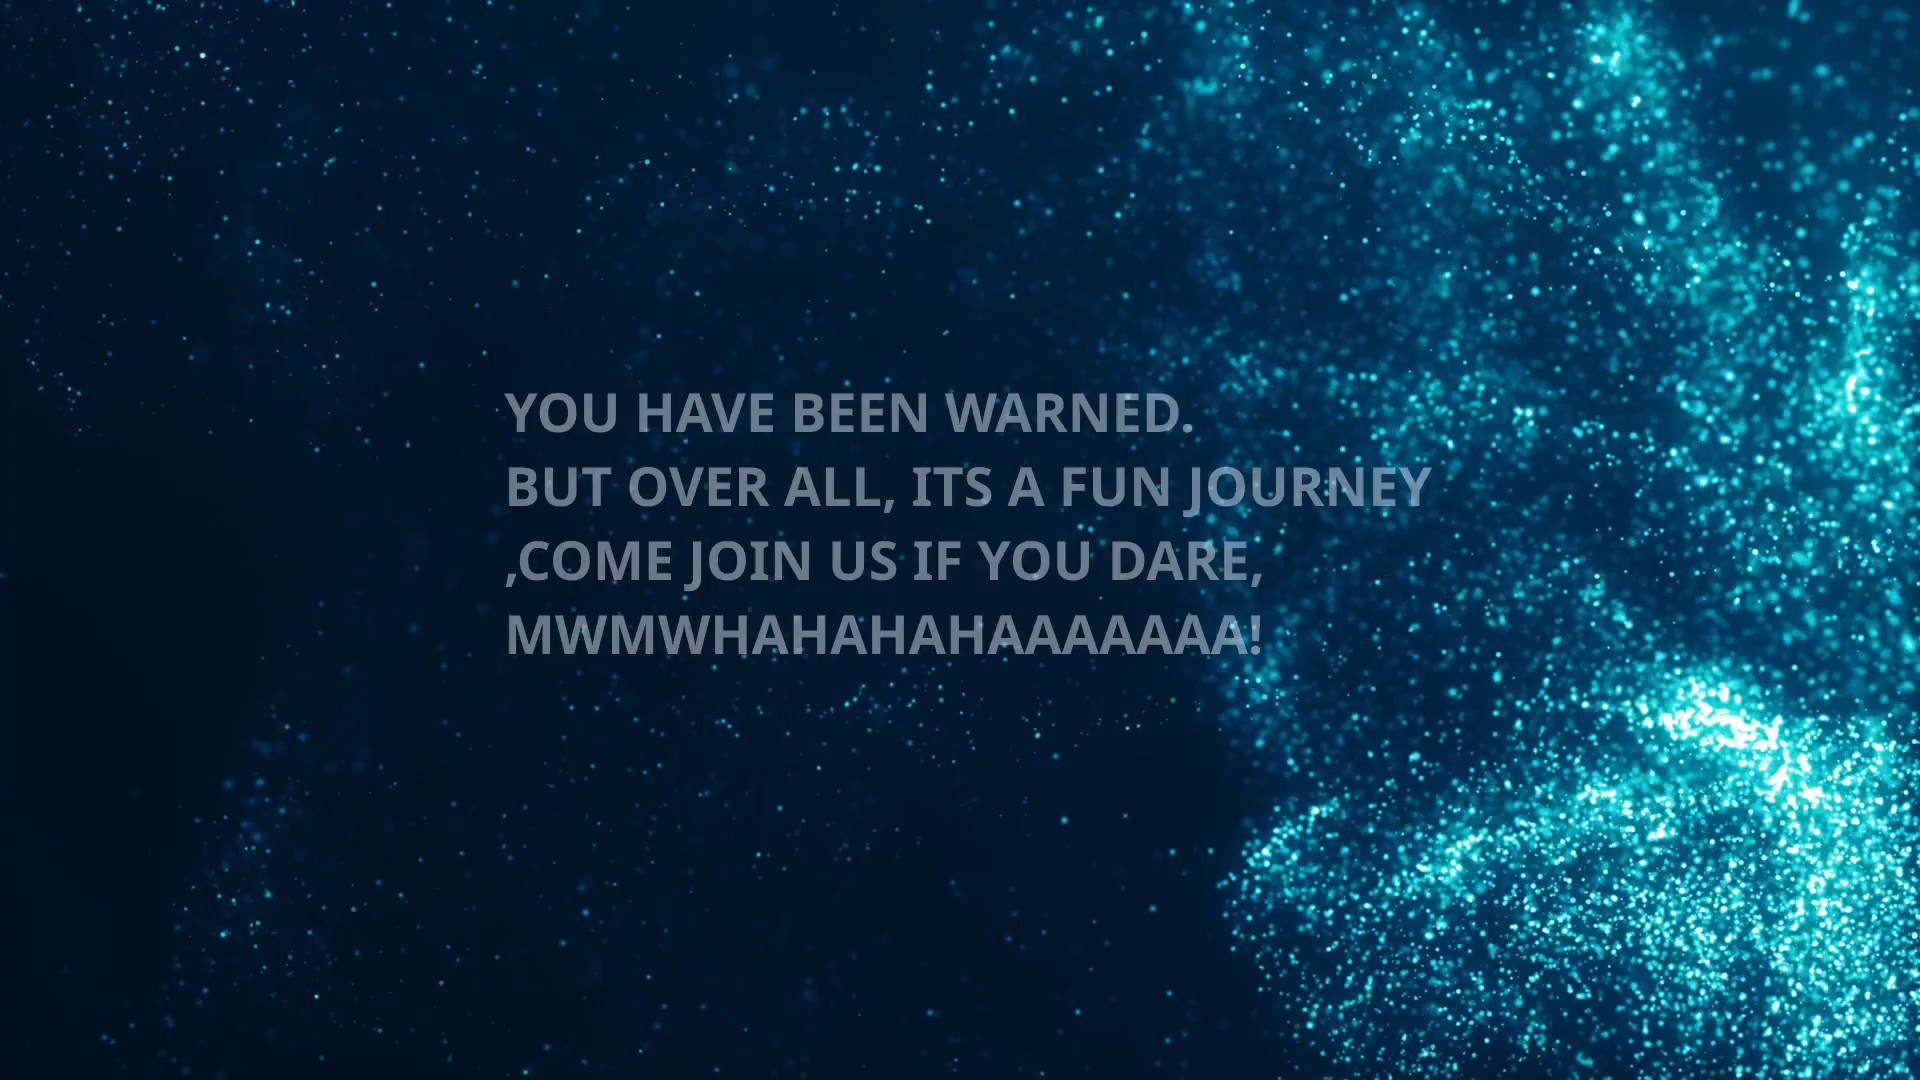 YOU HAVE BEEN WARNED.
BUT OVER ALL, ITS A FUN JOURNEY
,COME JOIN US IF YOU DARE,
MWMWHAHAHAHAAAAAAA!